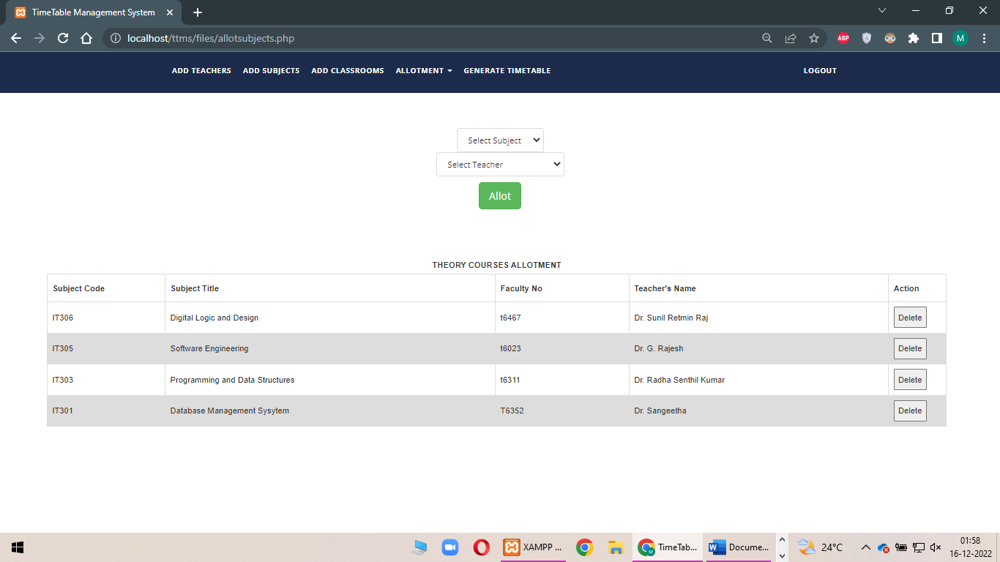 TimeTable Management System
localhost/ttms/files/allotsubjects.php
ABP
M
ADD TEACHERS ADD SUBJECTS ADD CLASSROOMS ALLOTMENT GENERATE TIMETABLE LOGOUT
Select Subject
Select Teacher
Allot
THEORY COURSES ALLOTMENT
Subject Code Subject Title Faculty No Teacher's Name Action
IT306 Digital Logic and Design t6467 Dr. Sunil Retmin Raj Delete
IT305 Software Engineering t6023 Dr. G. Rajesh Delete
IT303 Programming and Data Structures t6311 Dr. Radha Senthil Kumar Delete
IT301 Database Management Sysytem T6352 Dr. Sangeetha Delete
XAMPP ... TimeTab... Docume... 24°C 01:58
16-12-2022